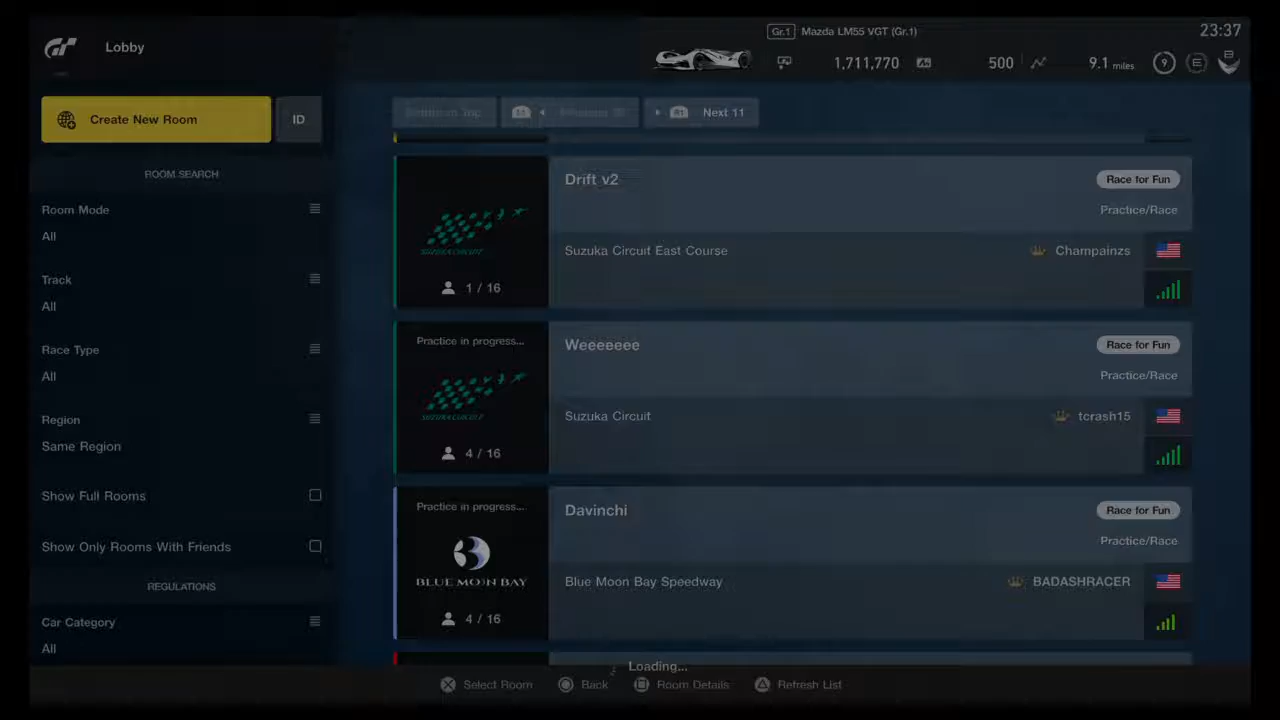 Lobby
Gr.1 Mazda LM55 VGT (Gr.1)
23:37
1,711,770
500
9.1 miles
9
E
Create New Room
ID
Next 11
ROOM SEARCH
Room Mode
All
Track
All
Race Type
All
Region
Same Region
Show Full Rooms
Show Only Rooms With Friends
REGULATIONS
Car Category
All
Drift v2
Race for Fun
Practice/Race
SUZUKA CIRCUIT
Suzuka Circuit East Course
Champainzs
1 / 16
Practice in progress...
Weeeeeee
Race for Fun
Practice/Race
SUZUKA CIRCUIT
Suzuka Circuit
tcrash15
4 / 16
Practice in progress...
Davinchi
Race for Fun
Practice/Race
BLUE MOON BAY
Blue Moon Bay Speedway
BADASHRACER
4 / 16
Loading...
Select Room
Back
Room Details
Refresh List